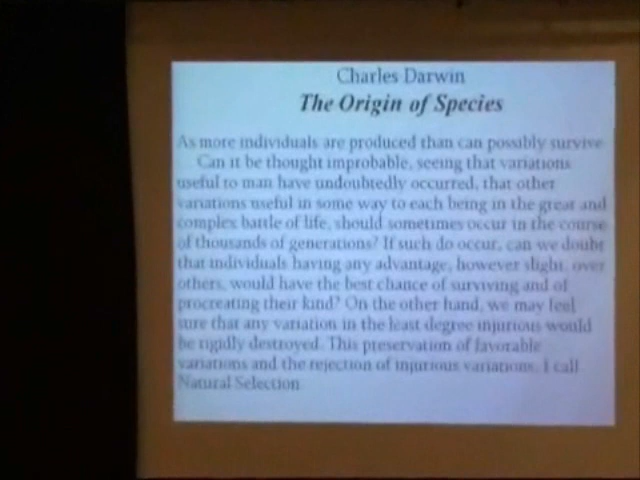 Charles Darwin
The Origin of Species
As more individuals are produced than can possibly survive
Can it be thought improbable, seeing that variations
useful to man have undoubtedly occurred, that other
variations useful in some way to each being in the great and
complex battle of life, should sometimes occur in the course
of thousands of generations? If such do occur, can we doubt
that individuals having any advantage, however slight, over
others, would have the best chance of surviving and of
procreating their kind? On the other hand, we may feel
sure that any variation in the least degree injurious would
be rigidly destroyed. This preservation of favorable
variations and the rejection of injurious variations, I call
Natural Selection